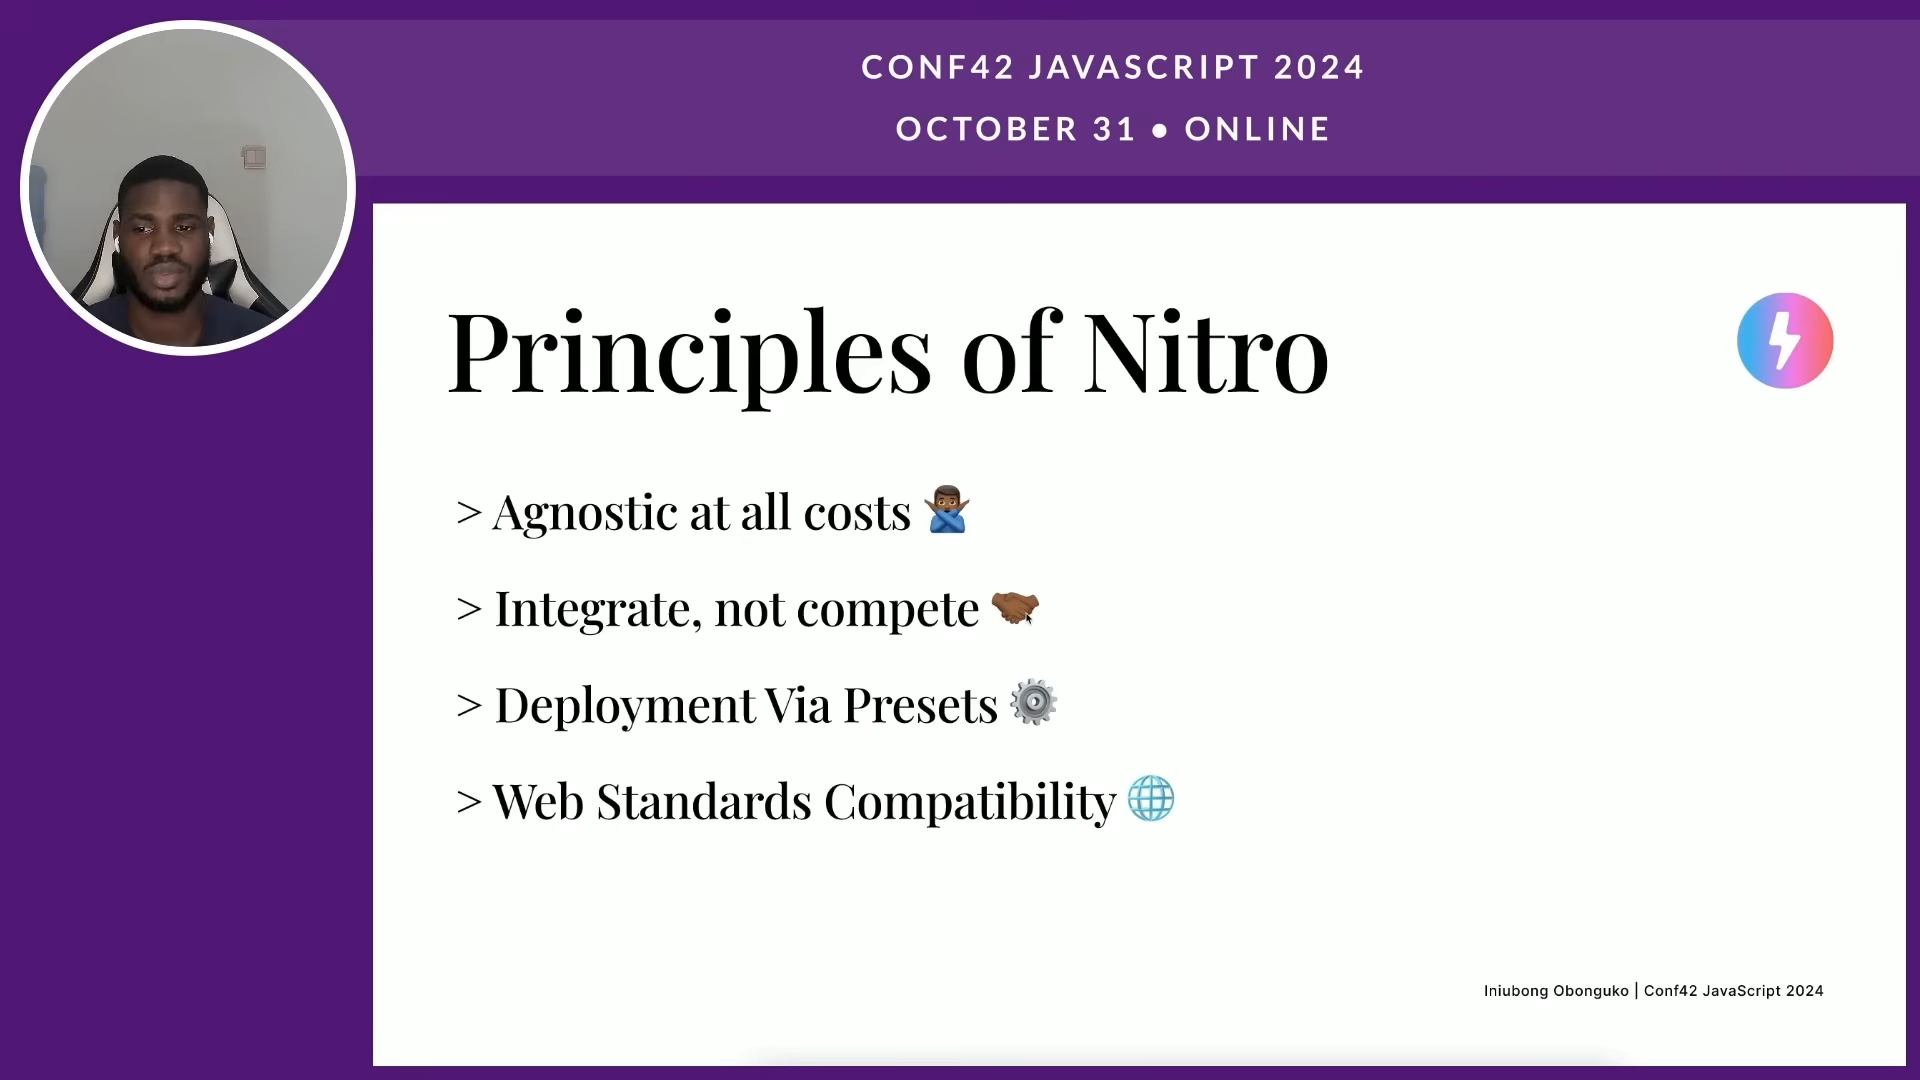 CONF42 JAVASCRIPT 2024
OCTOBER 31 ● ONLINE
Principles of Nitro
> Agnostic at all costs 🙅🏾‍♂️
> Integrate, not compete 🤝🏾
> Deployment Via Presets ⚙️
> Web Standards Compatibility 🌐
Iniubong Obonguko | Conf42 JavaScript 2024